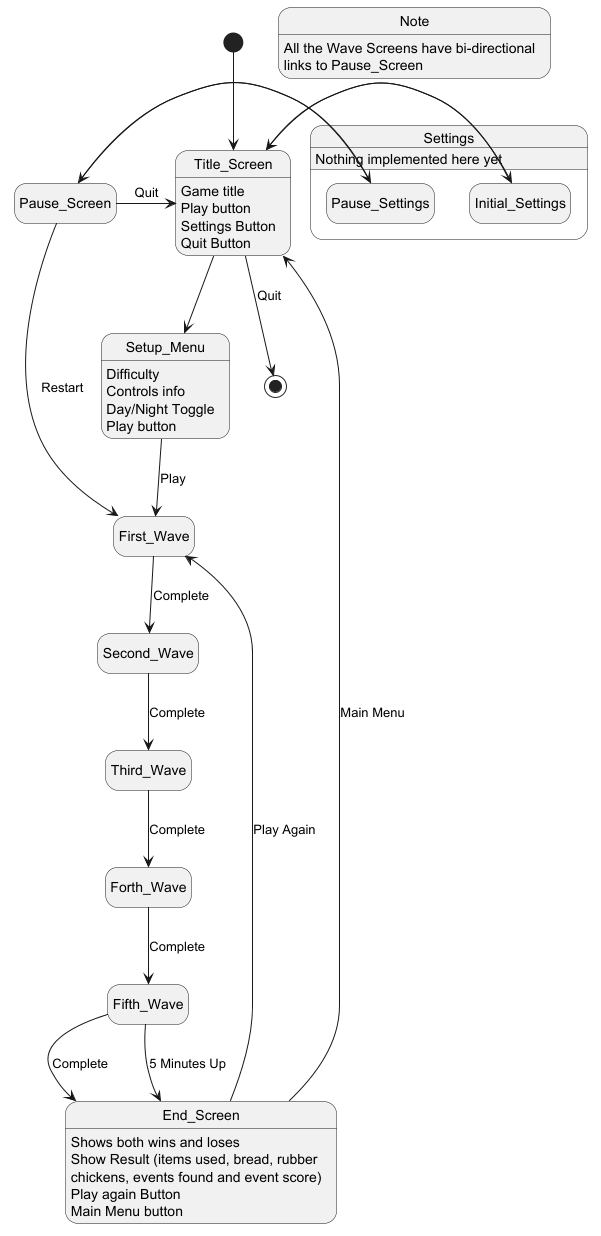 Note
All the Wave Screens have bi-directional
links to Pause_Screen
Settings
Nothing implemented here yet
Title_Screen
Game title
Play button
Settings Button
Quit Button
Pause_Screen
Quit
Pause_Settings
Initial_Settings
Quit
Setup_Menu
Difficulty
Controls info
Day/Night Toggle
Play button
Restart
Play
First_Wave
Complete
Second_Wave
Complete
Main Menu
Third_Wave
Complete
Play Again
Forth_Wave
Complete
Fifth_Wave
Complete
5 Minutes Up
End_Screen
Shows both wins and loses
Show Result (items used, bread, rubber
chickens, events found and event score)
Play again Button
Main Menu button